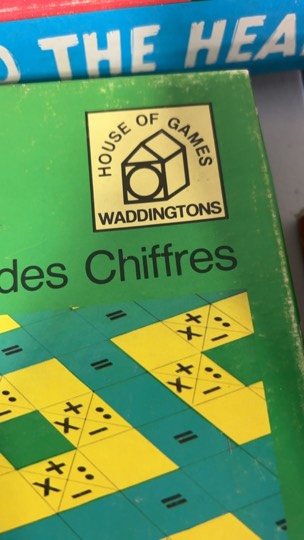 THE HEA
HOUSE OF GAMES
WADDINGTONS
des Chiffres
=
=
=
=
=
× ÷ + -
× ÷ + -
× ÷ + -
× ÷ + -